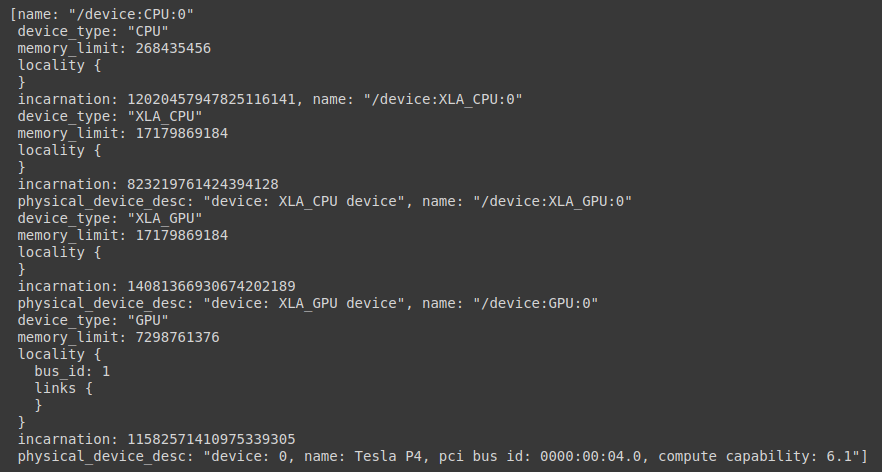 [name: "/device:CPU:0"
device_type: "CPU"
memory_limit: 268435456
locality {
}
incarnation: 12020457947825116141, name: "/device:XLA_CPU:0"
device_type: "XLA_CPU"
memory_limit: 17179869184
locality {
}
incarnation: 823219761424394128
physical_device_desc: "device: XLA_CPU device", name: "/device:XLA_GPU:0"
device_type: "XLA_GPU"
memory_limit: 17179869184
locality {
}
incarnation: 14081366930674202189
physical_device_desc: "device: XLA_GPU device", name: "/device:GPU:0"
device_type: "GPU"
memory_limit: 7298761376
locality {
bus_id: 1
links {
}
}
incarnation: 11582571410975339305
physical_device_desc: "device: 0, name: Tesla P4, pci bus id: 0000:00:04.0, compute capability: 6.1"]